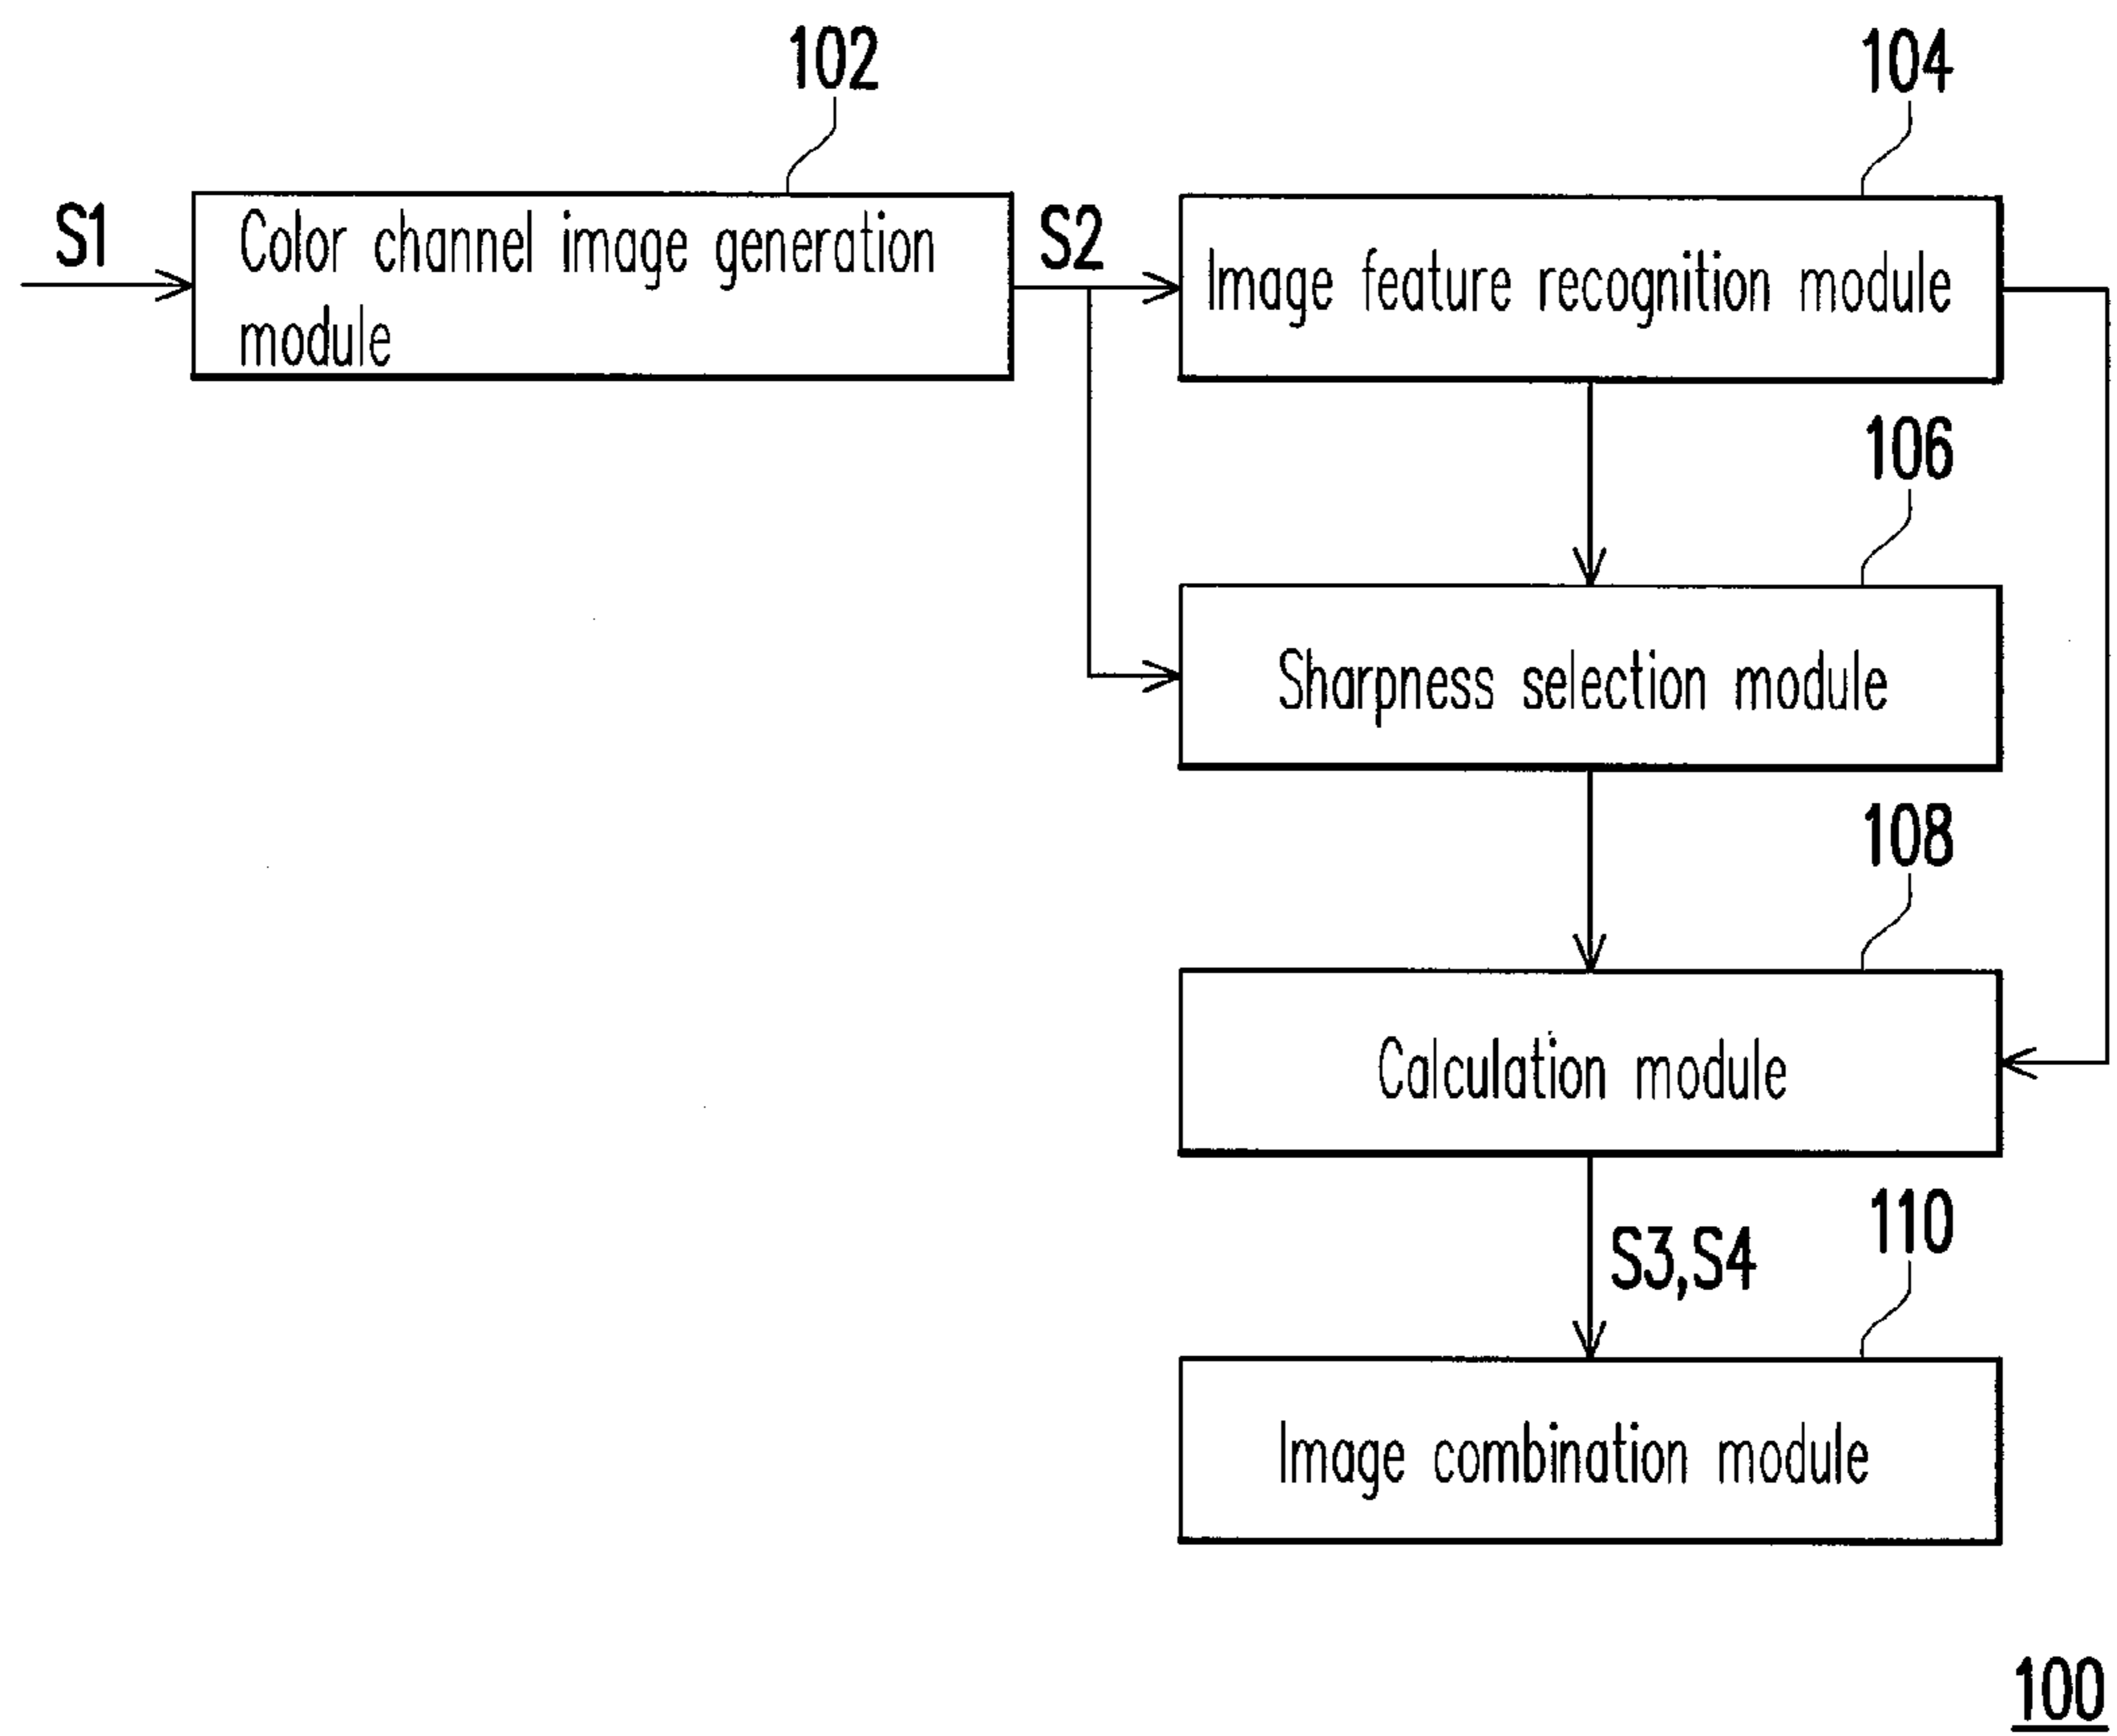 102
104
S1
Color channel image generation
module
S2
Image feature recognition module
106
Sharpness selection module
108
Calculation module
110
S3,S4
Image combination module
100